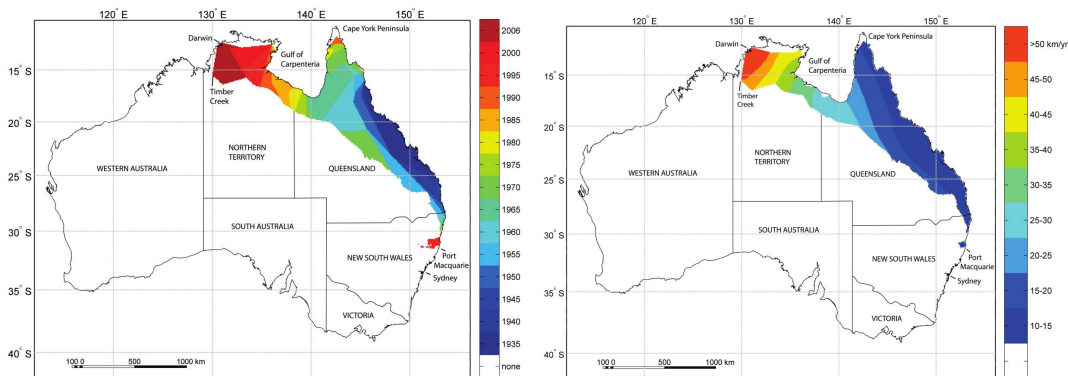 120° E 130° E 140° E 150° E
Cape York Peninsula
Darwin
Gulf of
Carpenteria
15° S
Timber
Creek
20° S
NORTHERN
TERRITORY
WESTERN AUSTRALIA
QUEENSLAND
25° S
SOUTH AUSTRALIA
30° S
NEW SOUTH WALES
Port
Macquarie
Sydney
35° S
VICTORIA
40° S
100 0 500 1000 km
2006
2000
1995
1990
1985
1980
1975
1970
1965
1960
1955
1950
1945
1940
1935
none
120° E 130° E 140° E 150° E
Cape York Peninsula
Darwin
Gulf of
Carpenteria
15° S
Timber
Creek
20° S
NORTHERN
TERRITORY
WESTERN AUSTRALIA
QUEENSLAND
25° S
SOUTH AUSTRALIA
30° S
NEW SOUTH WALES
Port
Macquarie
Sydney
35° S
VICTORIA
40° S
100 0 500 1000 km
>50 km/yr
45-50
40-45
35-40
30-35
25-30
20-25
15-20
10-15